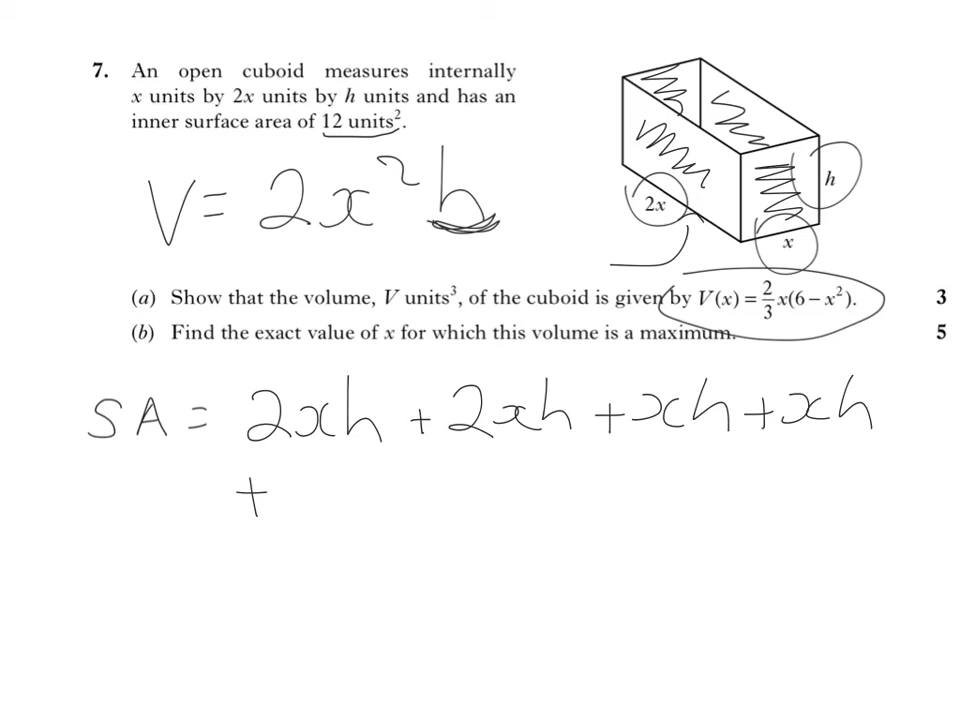 7. An open cuboid measures internally
x units by 2x units by h units and has an
inner surface area of 12 units².
h
2x
x
V = 2x²h
(a) Show that the volume, V units³, of the cuboid is given by V(x) = 2/3 x(6 – x²). 3
(b) Find the exact value of x for which this volume is a maximum. 5
SA = 2xh + 2xh + xh + xh
+